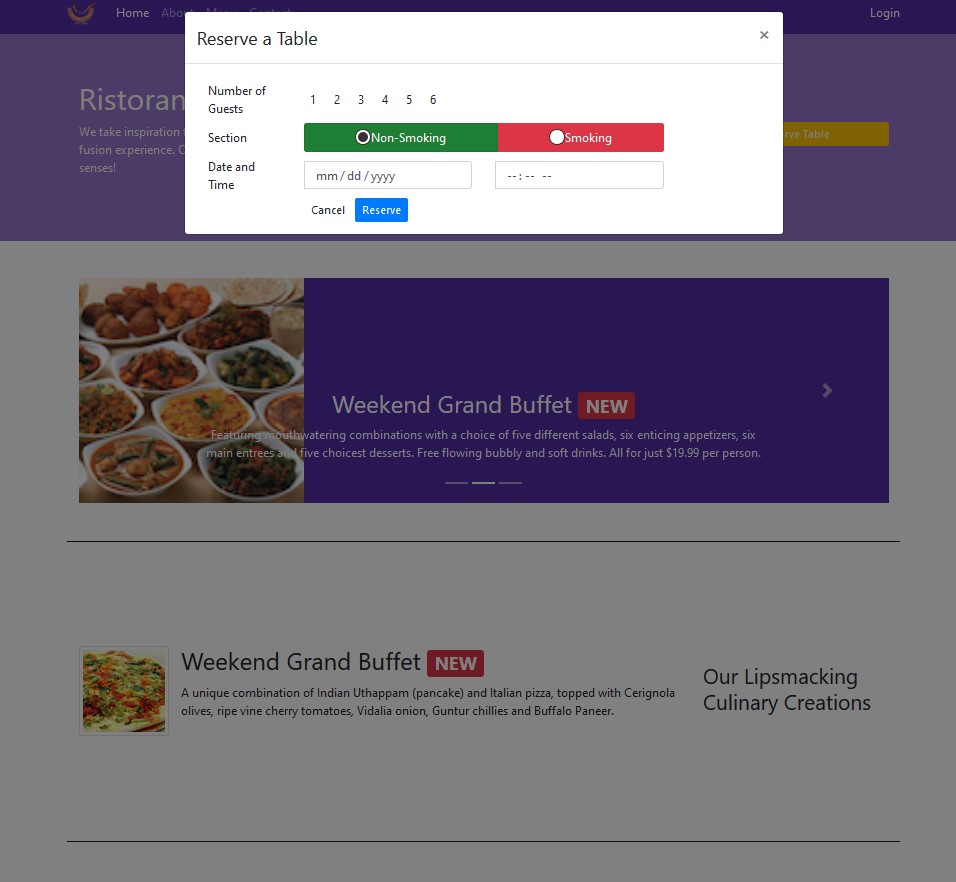 Home About Menu Contact Login
Reserve a Table ×
Number of
Guests
1 2 3 4 5 6
Section Non-Smoking Smoking
Date and
Time
mm / dd / yyyy --:-- --
Cancel Reserve
Ristoran
We take inspiration
fusion experience. C
senses!
rve Table
Weekend Grand Buffet NEW
Featuring mouthwatering combinations with a choice of five different salads, six enticing appetizers, six
main entrees and five choicest desserts. Free flowing bubbly and soft drinks. All for just $19.99 per person.
Weekend Grand Buffet NEW
A unique combination of Indian Uthappam (pancake) and Italian pizza, topped with Cerignola
olives, ripe vine cherry tomatoes, Vidalia onion, Guntur chillies and Buffalo Paneer.
Our Lipsmacking
Culinary Creations